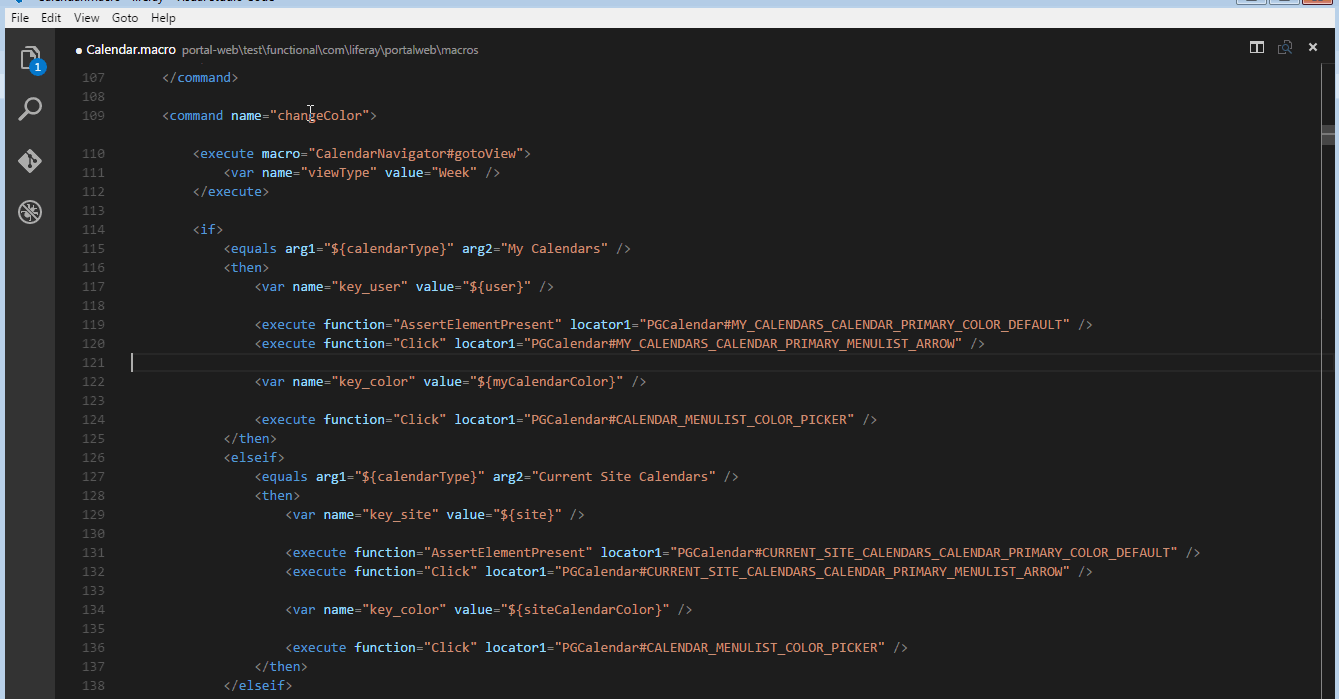 File Edit View Goto Help
1
● Calendar.macro portal-web\test\functional\com\liferay\portalweb\macros
107 </command>
108
109 <command name="changeColor">
110 <execute macro="CalendarNavigator#gotoView">
111 <var name="viewType" value="Week" />
112 </execute>
113
114 <if>
115 <equals arg1="${calendarType}" arg2="My Calendars" />
116 <then>
117 <var name="key_user" value="${user}" />
118
119 <execute function="AssertElementPresent" locator1="PGCalendar#MY_CALENDARS_CALENDAR_PRIMARY_COLOR_DEFAULT" />
120 <execute function="Click" locator1="PGCalendar#MY_CALENDARS_CALENDAR_PRIMARY_MENULIST_ARROW" />
121
122 <var name="key_color" value="${myCalendarColor}" />
123
124 <execute function="Click" locator1="PGCalendar#CALENDAR_MENULIST_COLOR_PICKER" />
125 </then>
126 <elseif>
127 <equals arg1="${calendarType}" arg2="Current Site Calendars" />
128 <then>
129 <var name="key_site" value="${site}" />
130
131 <execute function="AssertElementPresent" locator1="PGCalendar#CURRENT_SITE_CALENDARS_CALENDAR_PRIMARY_COLOR_DEFAULT" />
132 <execute function="Click" locator1="PGCalendar#CURRENT_SITE_CALENDARS_CALENDAR_PRIMARY_MENULIST_ARROW" />
133
134 <var name="key_color" value="${siteCalendarColor}" />
135
136 <execute function="Click" locator1="PGCalendar#CALENDAR_MENULIST_COLOR_PICKER" />
137 </then>
138 </elseif>